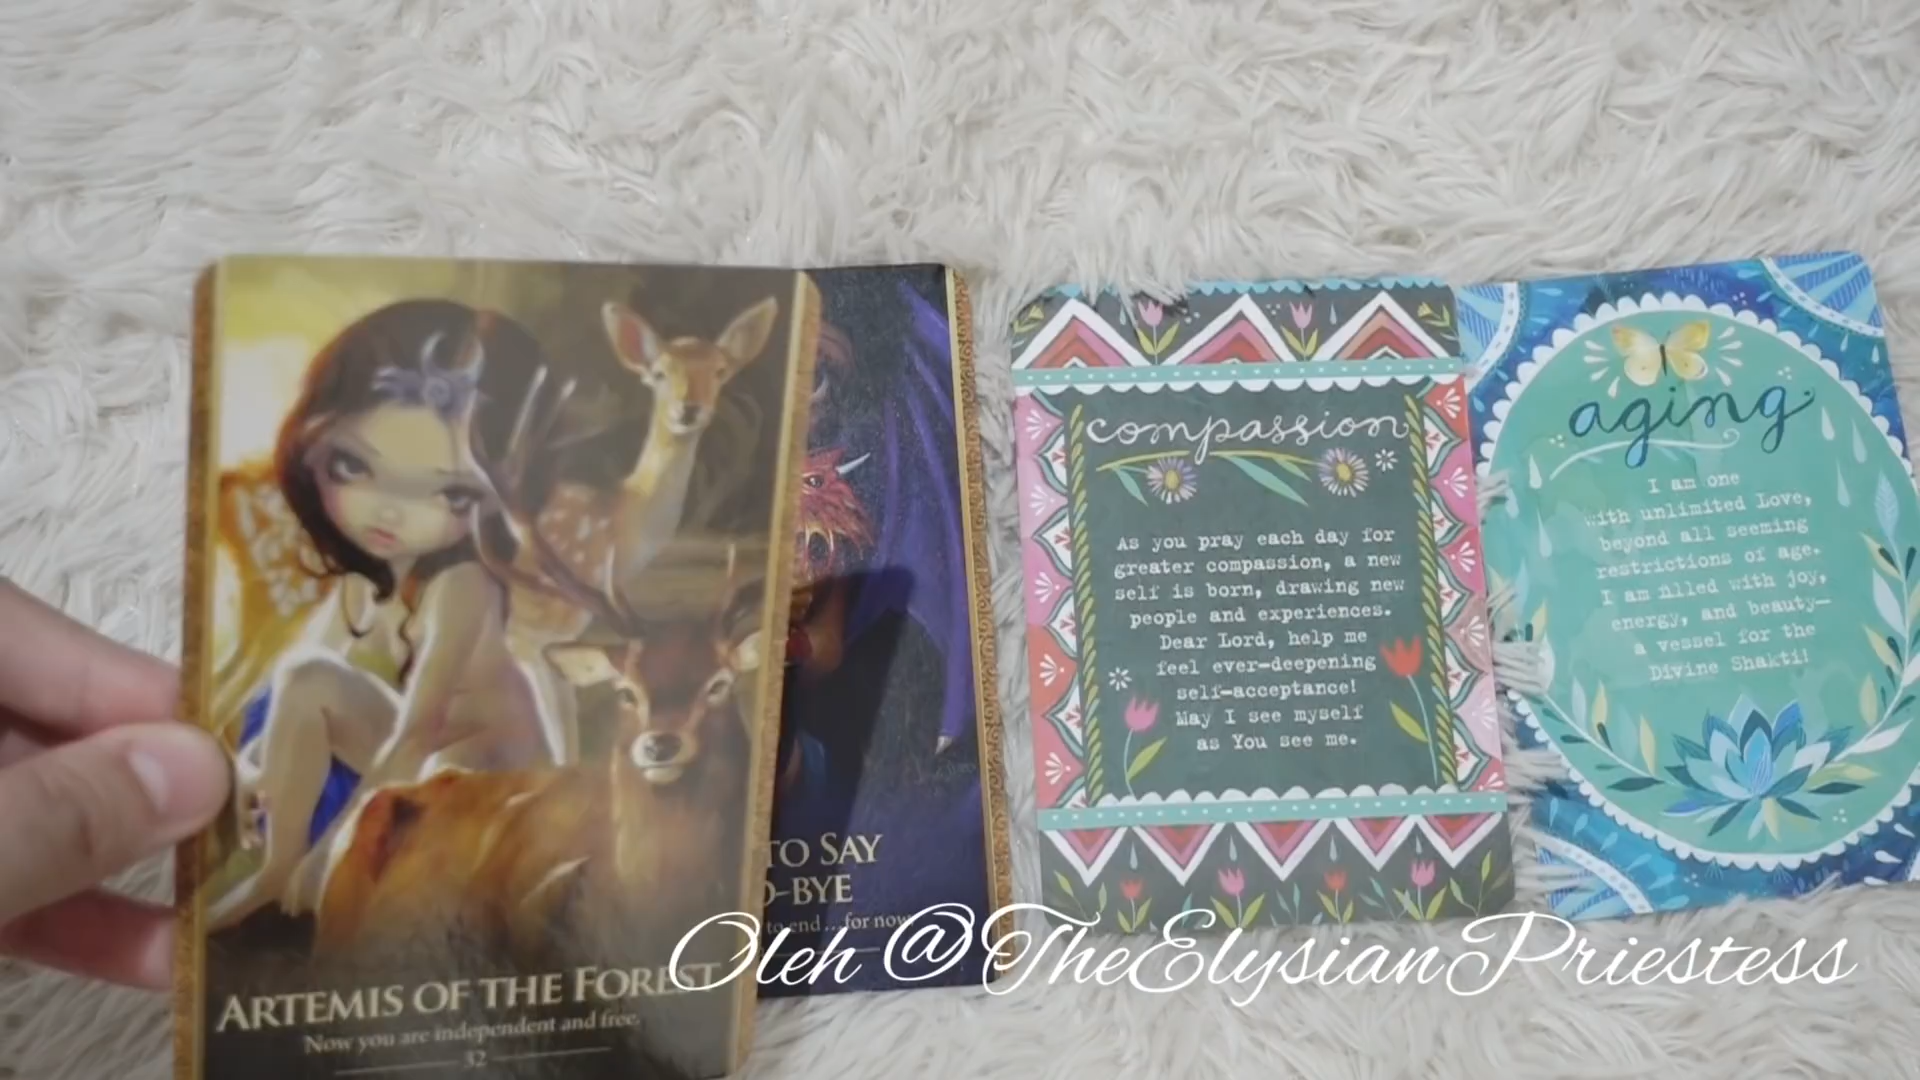 ARTEMIS OF THE FOREST
Now you are independent and free.
32
TO SAY
-BYE
to end ... for now
compassion
As you pray each day for
greater compassion, a new
self is born, drawing new
people and experiences.
Dear Lord, help me
feel ever-deepening
self-acceptance!
May I see myself
as You see me.
aging
I am one
with unlimited Love,
beyond all seeming
restrictions of age.
I am filled with joy,
energy, and beauty—
a vessel for the
Divine Shakti!
Oleh @TheElysianPriestess